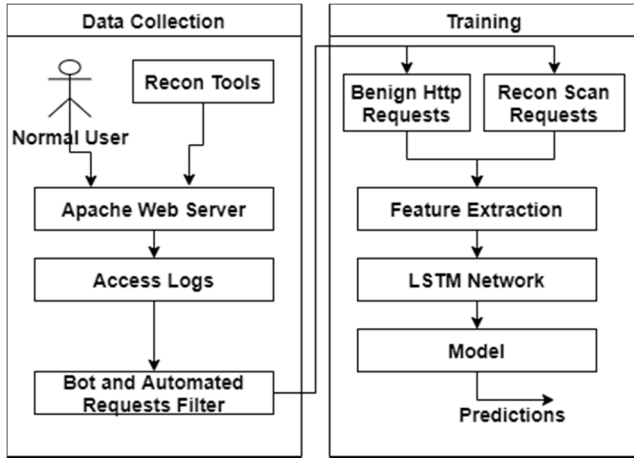 Data Collection
Recon Tools
Normal User
Apache Web Server
Access Logs
Bot and Automated
Requests Filter
Training
Benign Http
Requests
Recon Scan
Requests
Feature Extraction
LSTM Network
Model
Predictions